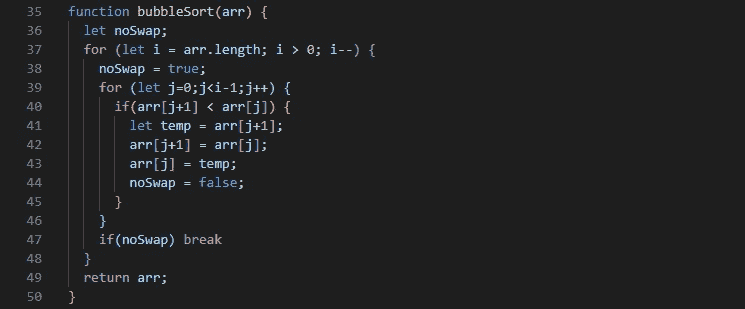 35 function bubbleSort(arr) {
36   let noSwap;
37   for (let i = arr.length; i > 0; i--) {
38     noSwap = true;
39     for (let j=0;j<i-1;j++) {
40       if(arr[j+1] < arr[j]) {
41         let temp = arr[j+1];
42         arr[j+1] = arr[j];
43         arr[j] = temp;
44         noSwap = false;
45       }
46     }
47     if(noSwap) break
48   }
49   return arr;
50 }